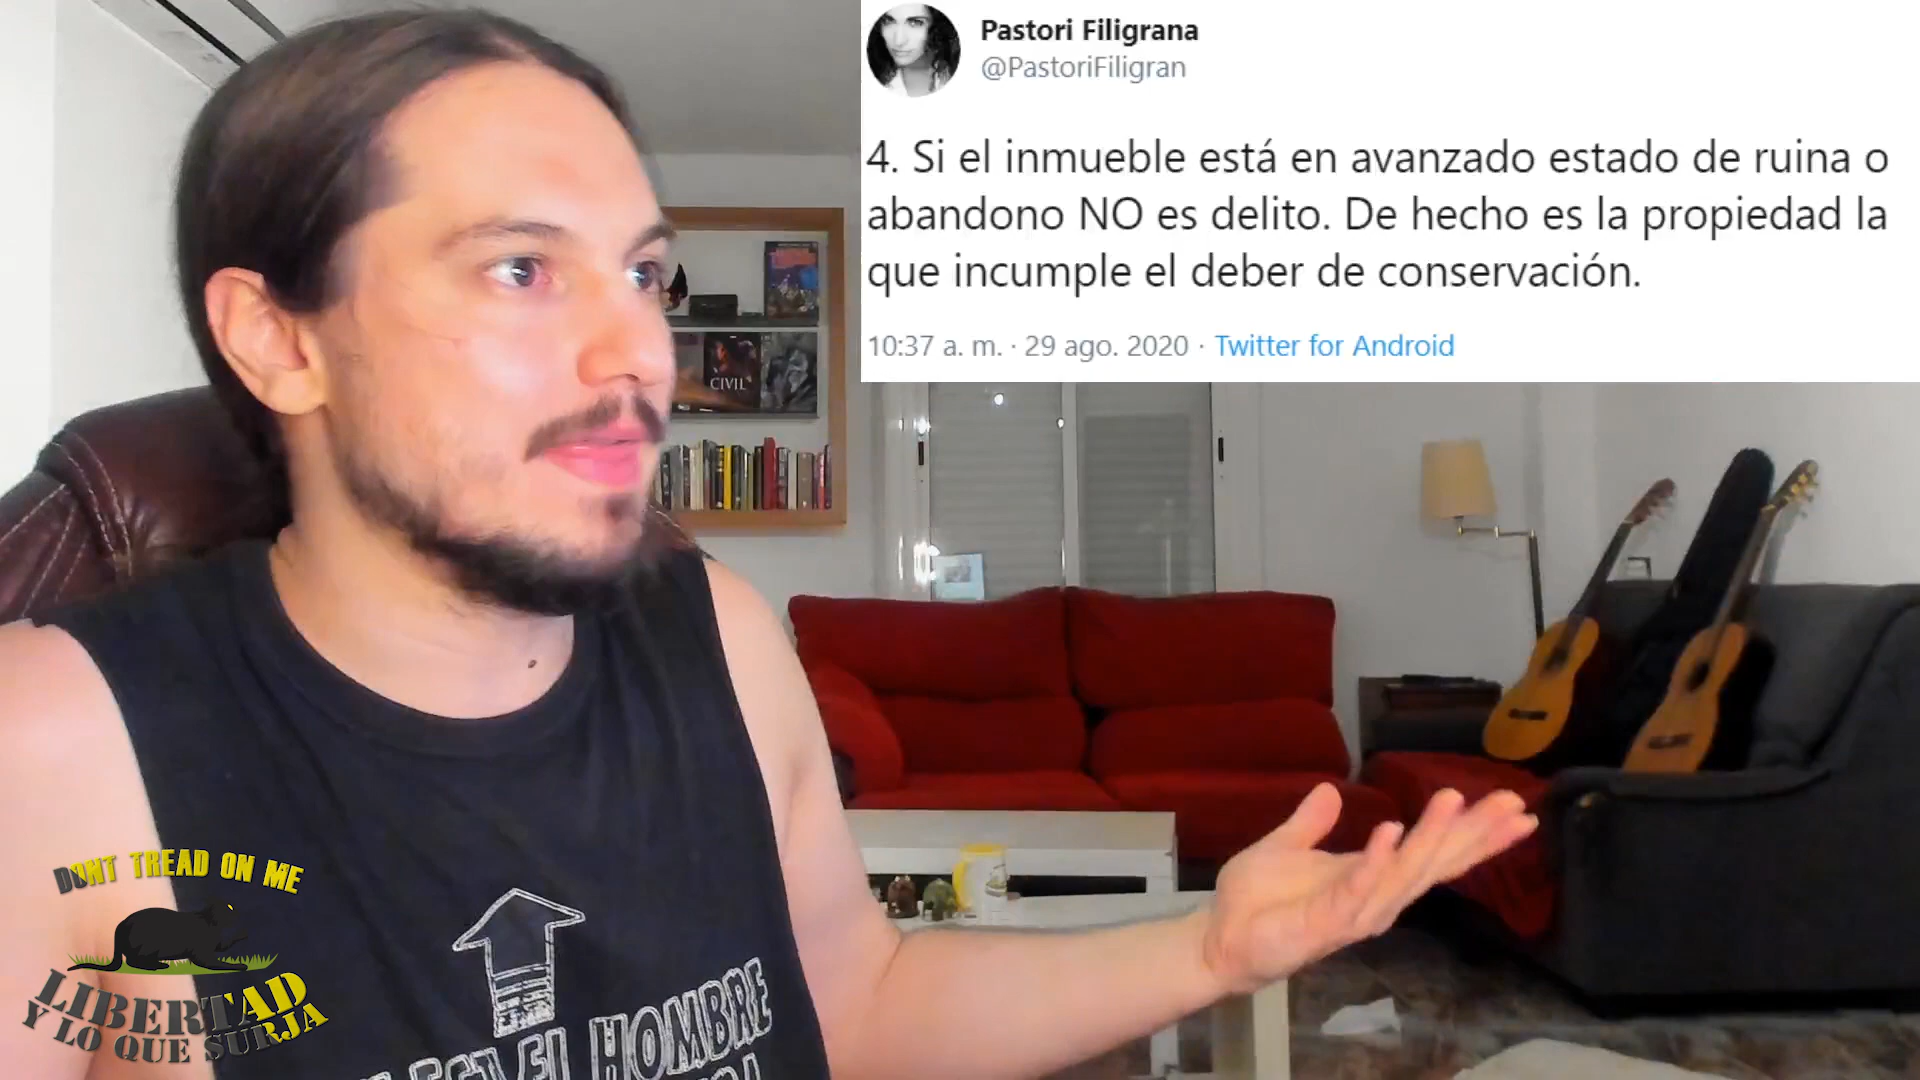 Pastori Filigrana
@PastoriFiligran
4. Si el inmueble está en avanzado estado de ruina o
abandono NO es delito. De hecho es la propiedad la
que incumple el deber de conservación.
10:37 a. m. · 29 ago. 2020 · Twitter for Android
CIVIL
DONT TREAD ON ME
LIBERTAD
Y LO QUE SURJA
HOMBRE